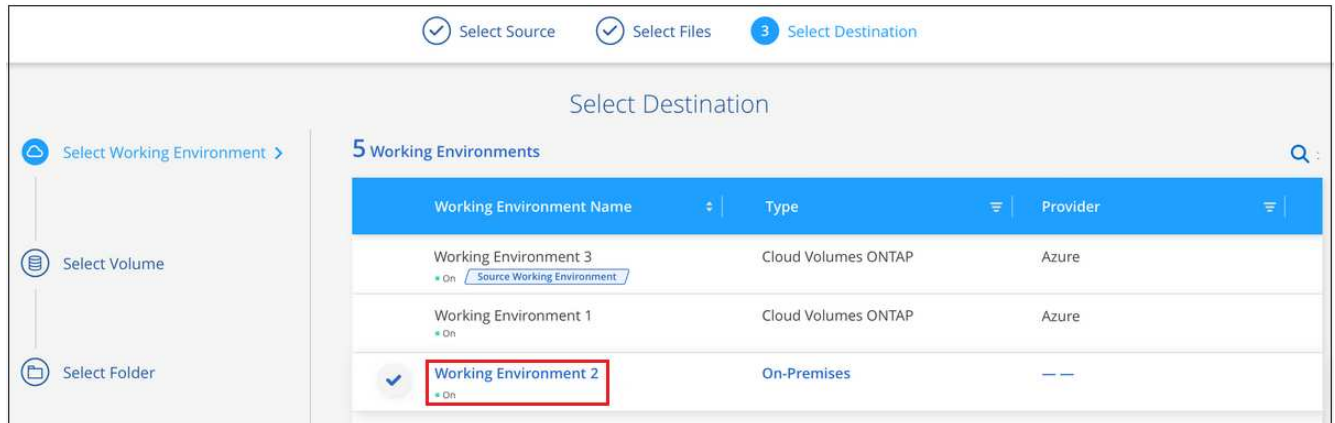 Select Source
Select Files
3 Select Destination
Select Destination
Select Working Environment
5 Working Environments
Working Environment Name Type Provider
Working Environment 3 Cloud Volumes ONTAP Azure
On Source Working Environment
Select Volume
Working Environment 1 Cloud Volumes ONTAP Azure
On
Select Folder
Working Environment 2 On-Premises — —
On